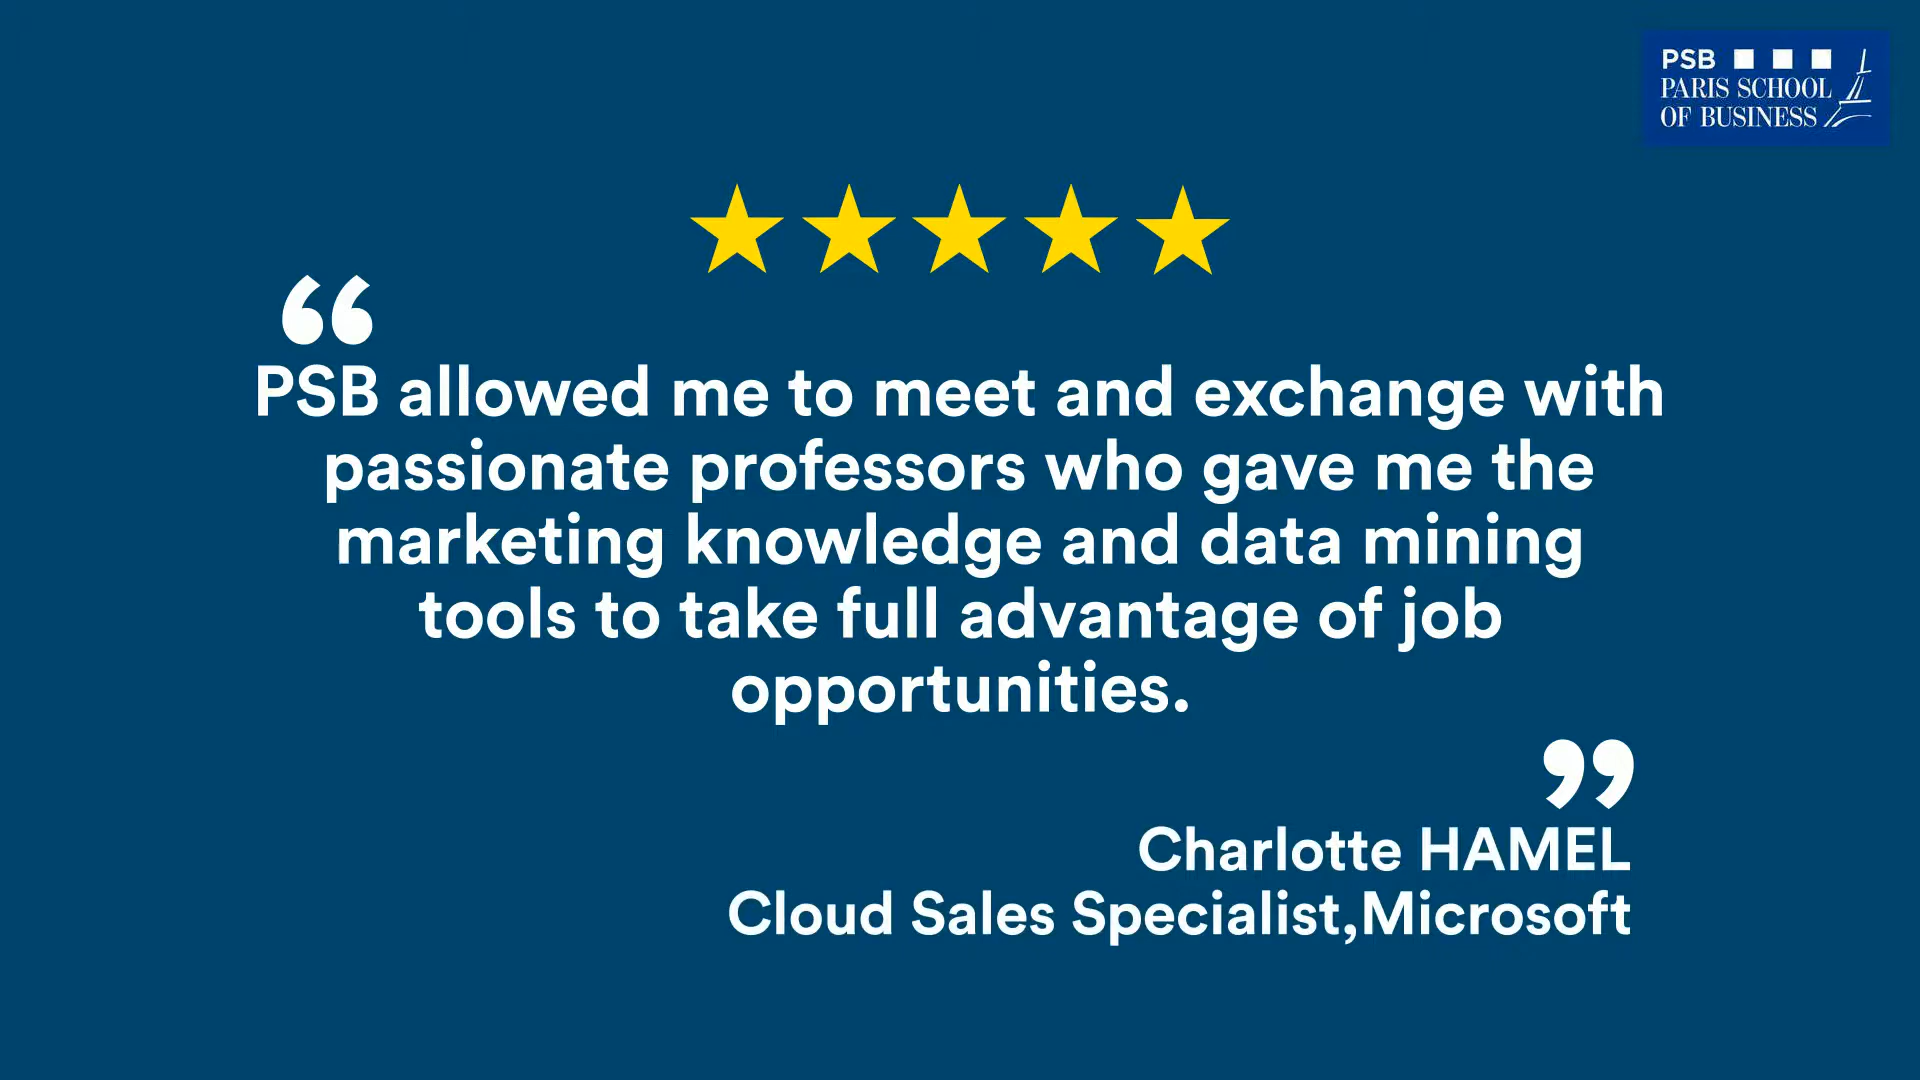 PSB
PARIS SCHOOL
OF BUSINESS
“
PSB allowed me to meet and exchange with
passionate professors who gave me the
marketing knowledge and data mining
tools to take full advantage of job
opportunities.
”
Charlotte HAMEL
Cloud Sales Specialist,Microsoft